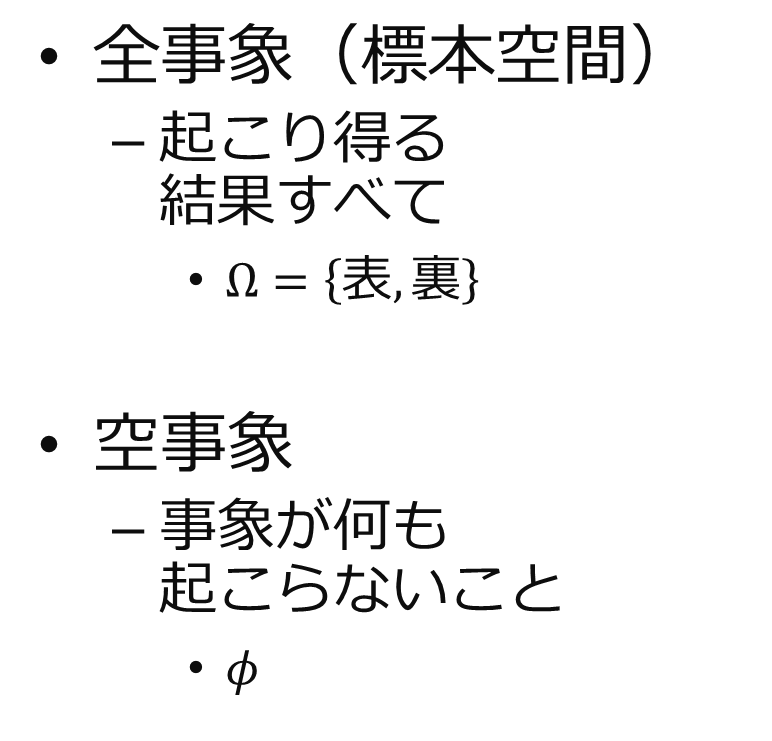 • 全事象（標本空間）
– 起こり得る
結果すべて
• Ω = {表, 裏}
• 空事象
– 事象が何も
起こらないこと
• ϕ